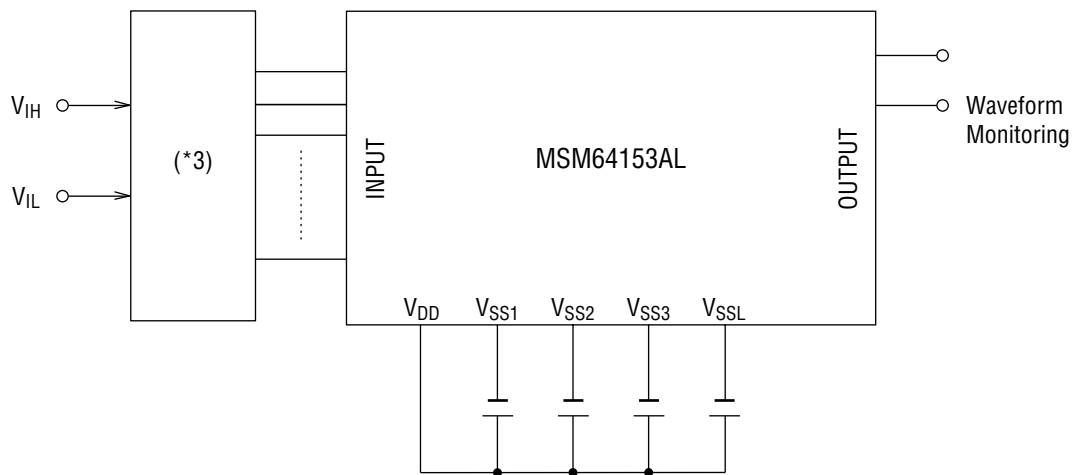 V_IH
V_IL
(*3)
INPUT
MSM64153AL
OUTPUT
Waveform
Monitoring
V_DD V_SS1 V_SS2 V_SS3 V_SSL